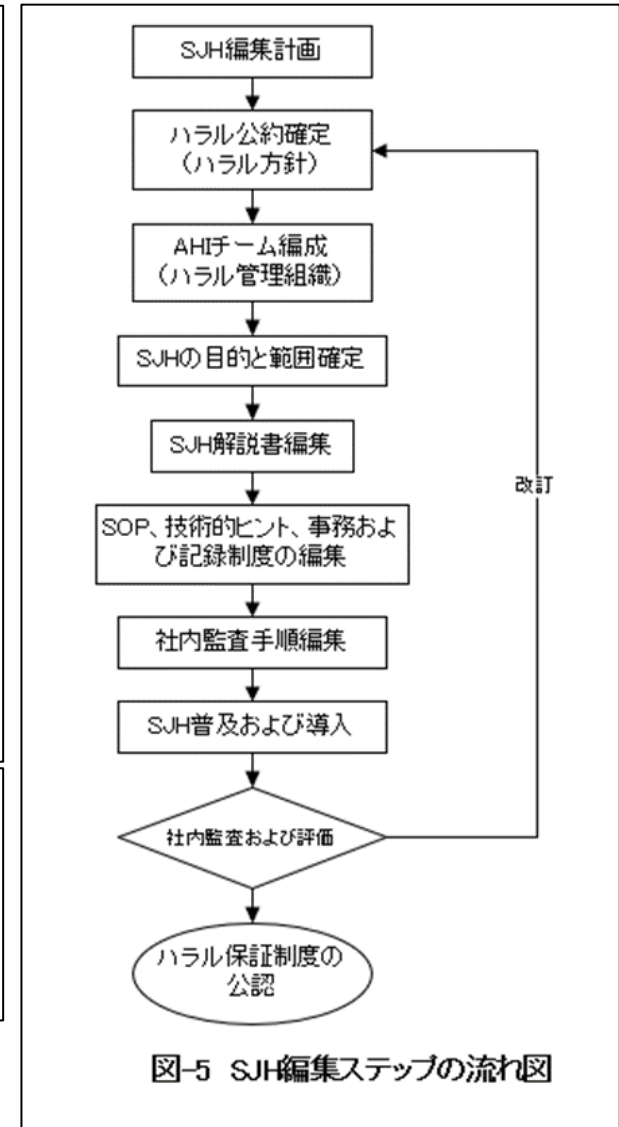 SJH編集計画
ハラル公約確定
（ハラル方針）
AHIチーム編成
（ハラル管理組織）
SJHの目的と範囲確定
SJH解説書編集
SOP、技術的ヒント、事務およ
び記録制度の編集
社内監査手順編集
SJH普及および導入
社内監査および評価
改訂
ハラル保証制度の
公認
図-5 SJH編集ステップの流れ図